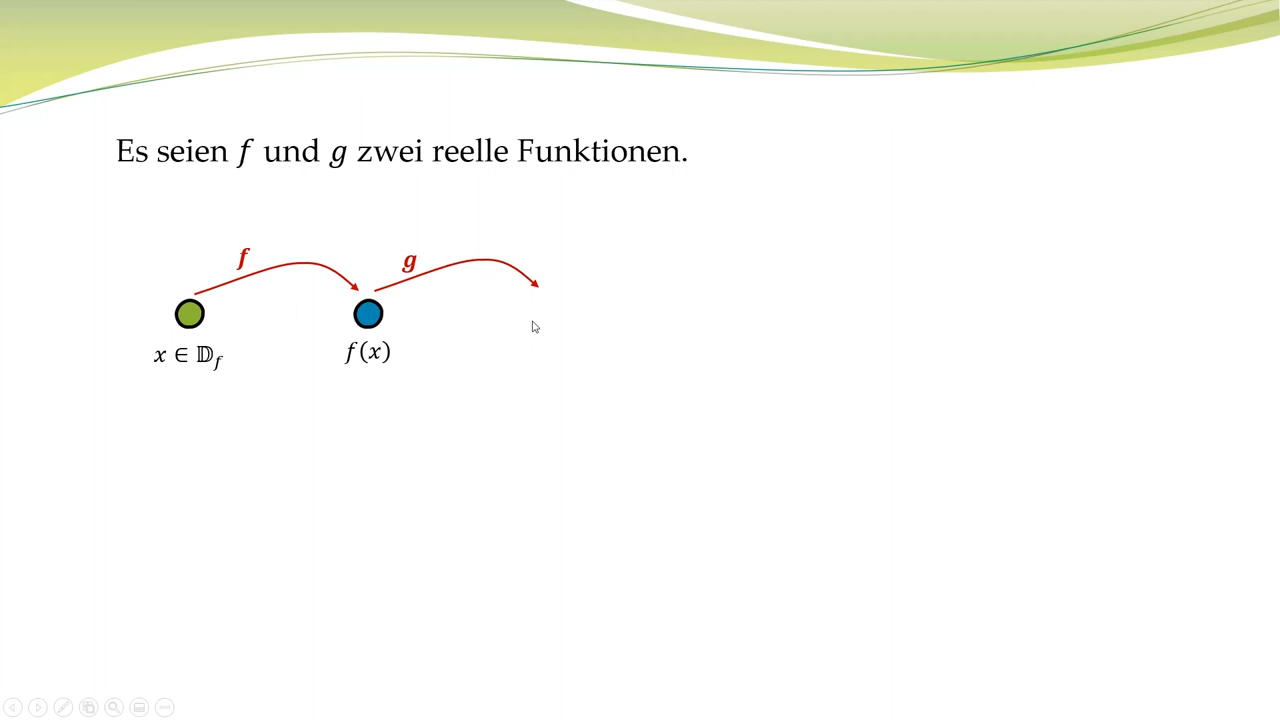 Es seien f und g zwei reelle Funktionen.
f g
x ∈ 𝔻f f(x)